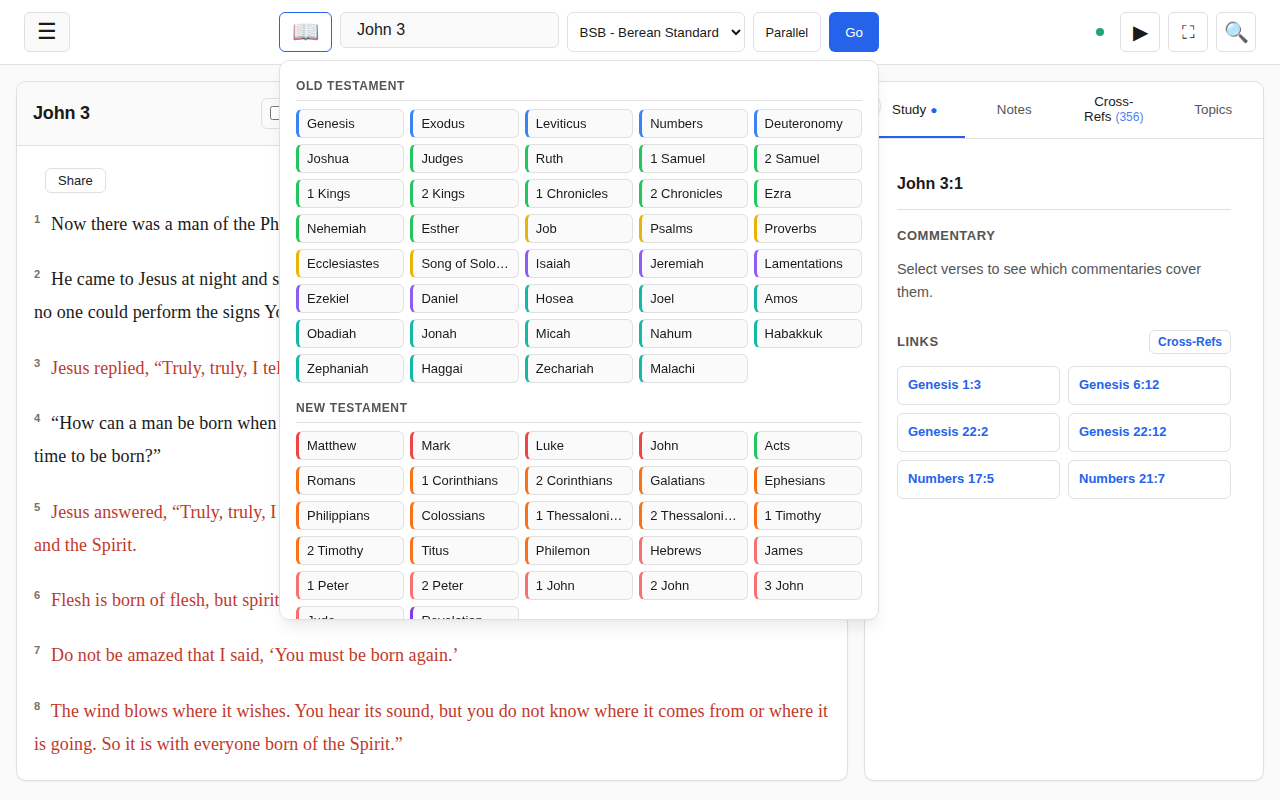 John 3
BSB - Berean Standard
Parallel
Go
John 3
Share
1 Now there was a man of the Ph
2 He came to Jesus at night and s
no one could perform the signs Yo
3 Jesus replied, “Truly, truly, I tel
4 “How can a man be born when
time to be born?”
5 Jesus answered, “Truly, truly, I
and the Spirit.
6 Flesh is born of flesh, but spirit
7 Do not be amazed that I said, ‘You must be born again.’
8 The wind blows where it wishes. You hear its sound, but you do not know where it comes from or where it
is going. So it is with everyone born of the Spirit.”
OLD TESTAMENT
Genesis Exodus Leviticus Numbers Deuteronomy
Joshua Judges Ruth 1 Samuel 2 Samuel
1 Kings 2 Kings 1 Chronicles 2 Chronicles Ezra
Nehemiah Esther Job Psalms Proverbs
Ecclesiastes Song of Solo… Isaiah Jeremiah Lamentations
Ezekiel Daniel Hosea Joel Amos
Obadiah Jonah Micah Nahum Habakkuk
Zephaniah Haggai Zechariah Malachi
NEW TESTAMENT
Matthew Mark Luke John Acts
Romans 1 Corinthians 2 Corinthians Galatians Ephesians
Philippians Colossians 1 Thessaloni… 2 Thessaloni… 1 Timothy
2 Timothy Titus Philemon Hebrews James
1 Peter 2 Peter 1 John 2 John 3 John
Jude Revelation
Study
Notes
Cross-
Refs (356)
Topics
John 3:1
COMMENTARY
Select verses to see which commentaries cover
them.
LINKS
Cross-Refs
Genesis 1:3 Genesis 6:12
Genesis 22:2 Genesis 22:12
Numbers 17:5 Numbers 21:7